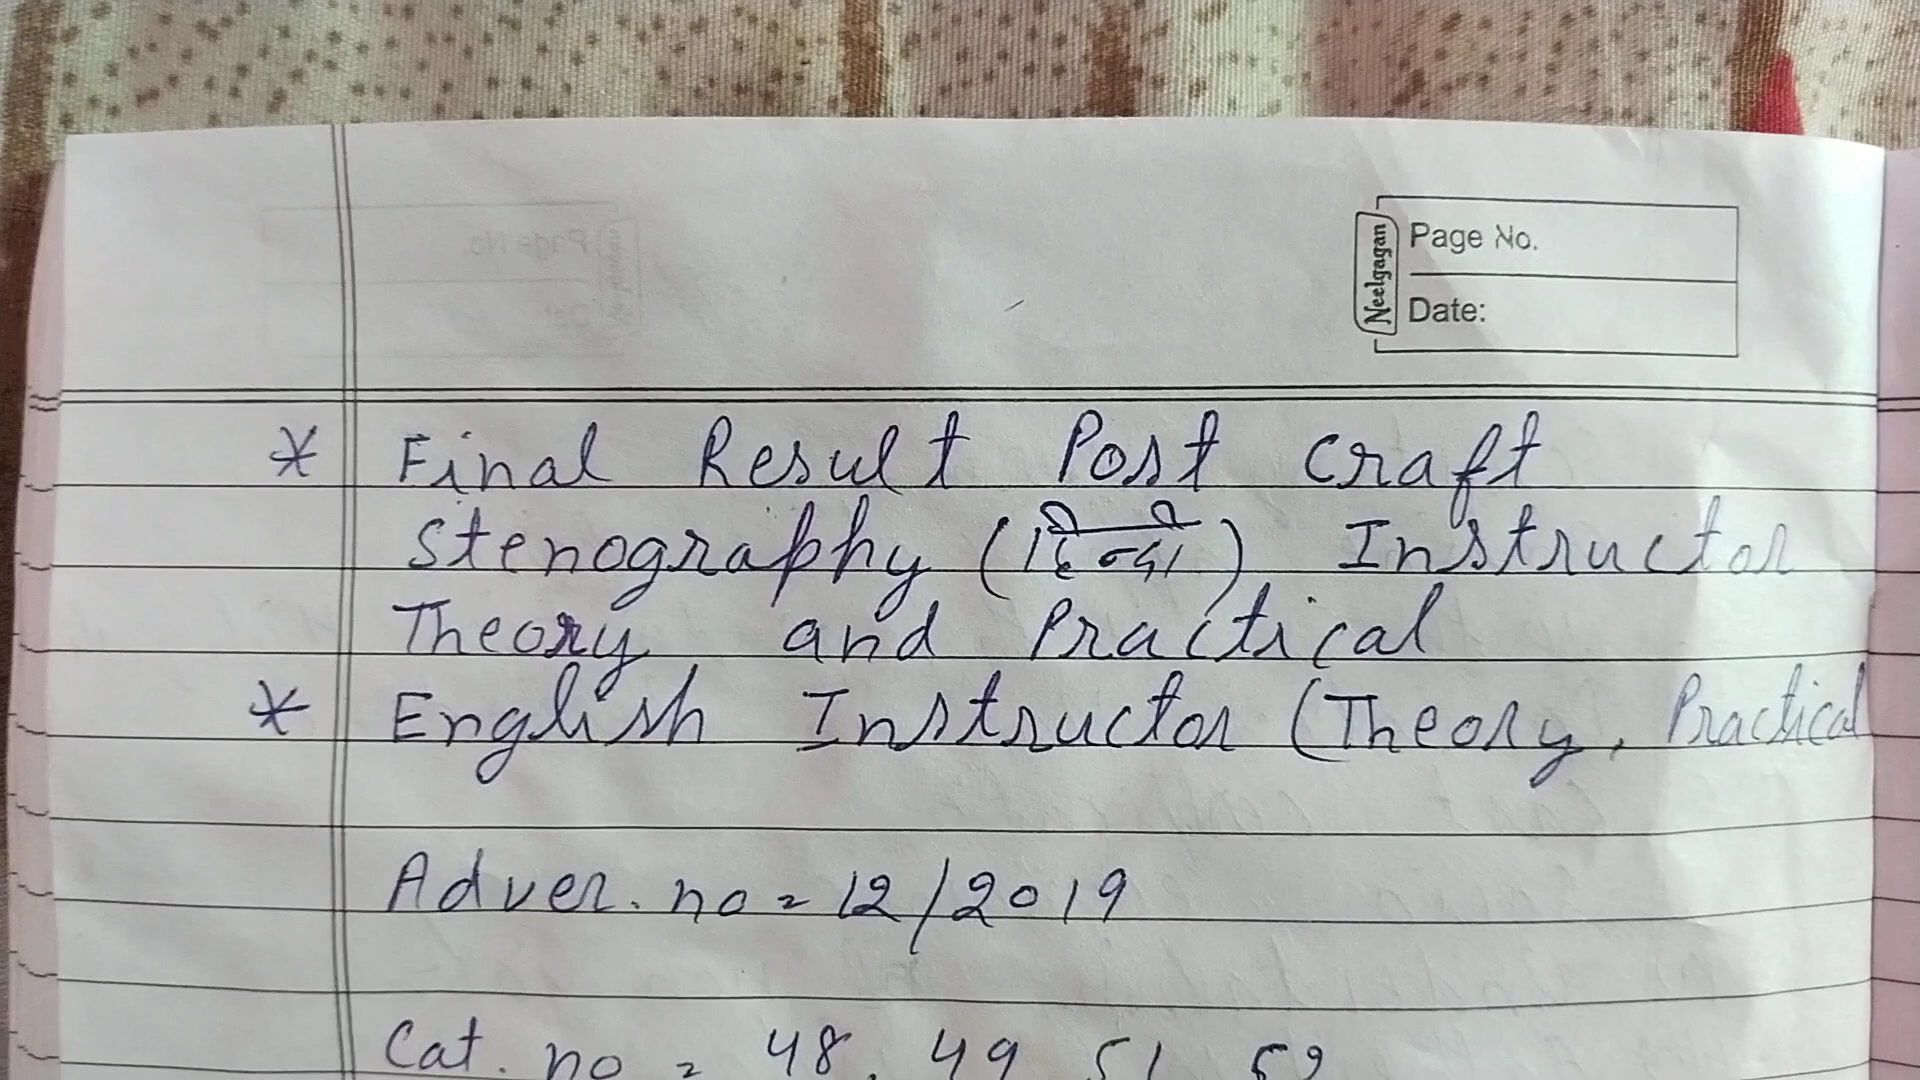 Neelgagan
Page No.
Date:
* Final Result Post Craft
Stenography (हिन्दी) Instructor
Theory and Practical
* English Instructor (Theory, Practical
Adver. no = 12/2019
Cat. no = 48, 49 51